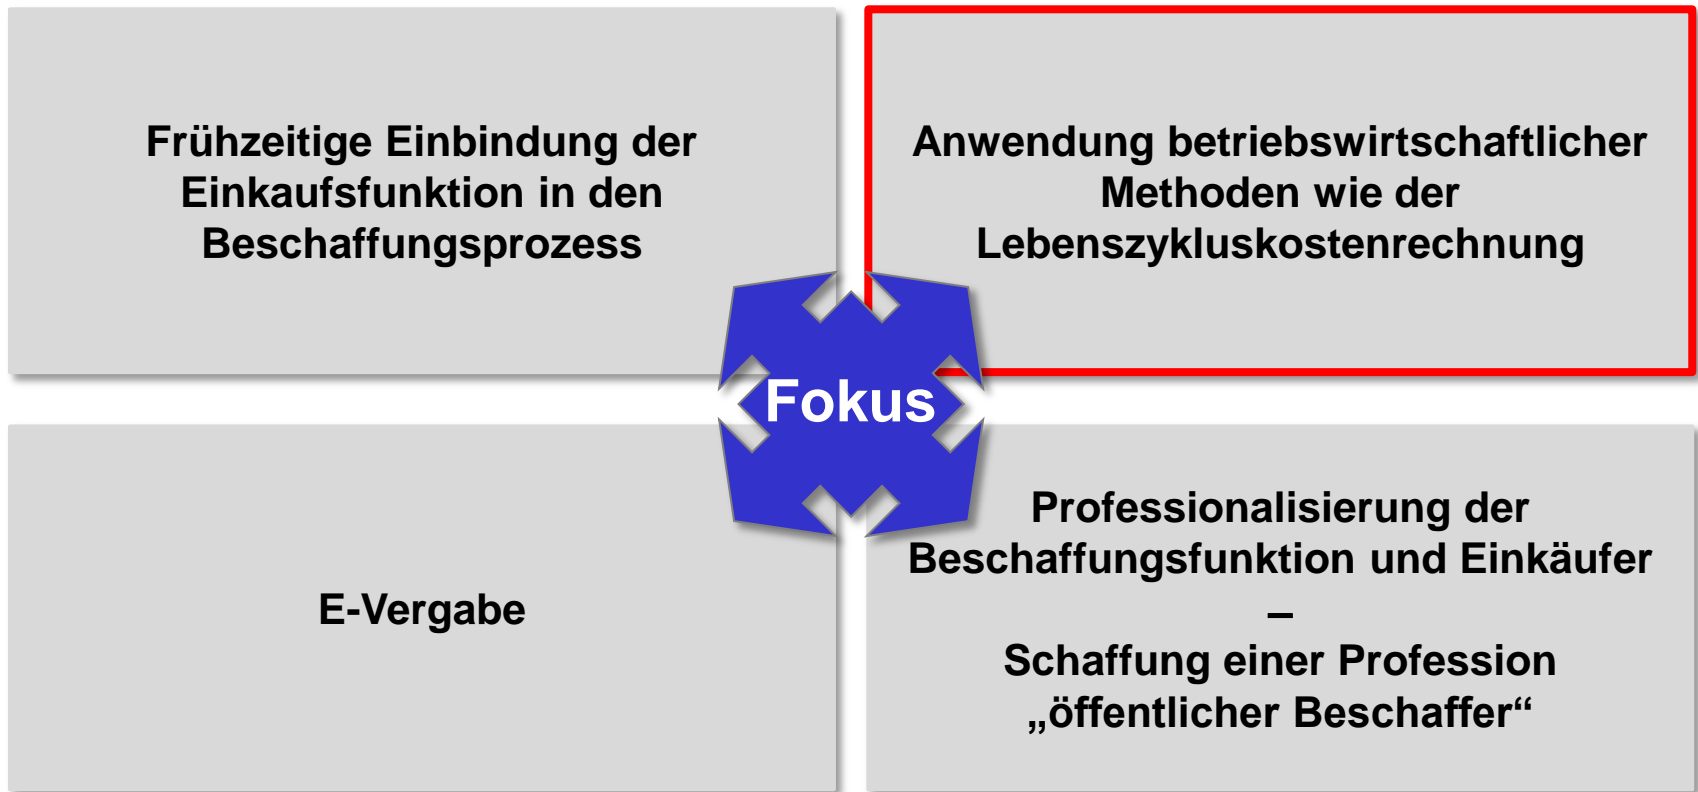 Frühzeitige Einbindung der
Einkaufsfunktion in den
Beschaffungsprozess
Anwendung betriebswirtschaftlicher
Methoden wie der
Lebenszykluskostenrechnung
Fokus
E-Vergabe
Professionalisierung der
Beschaffungsfunktion und Einkäufer
–
Schaffung einer Profession
„öffentlicher Beschaffer“